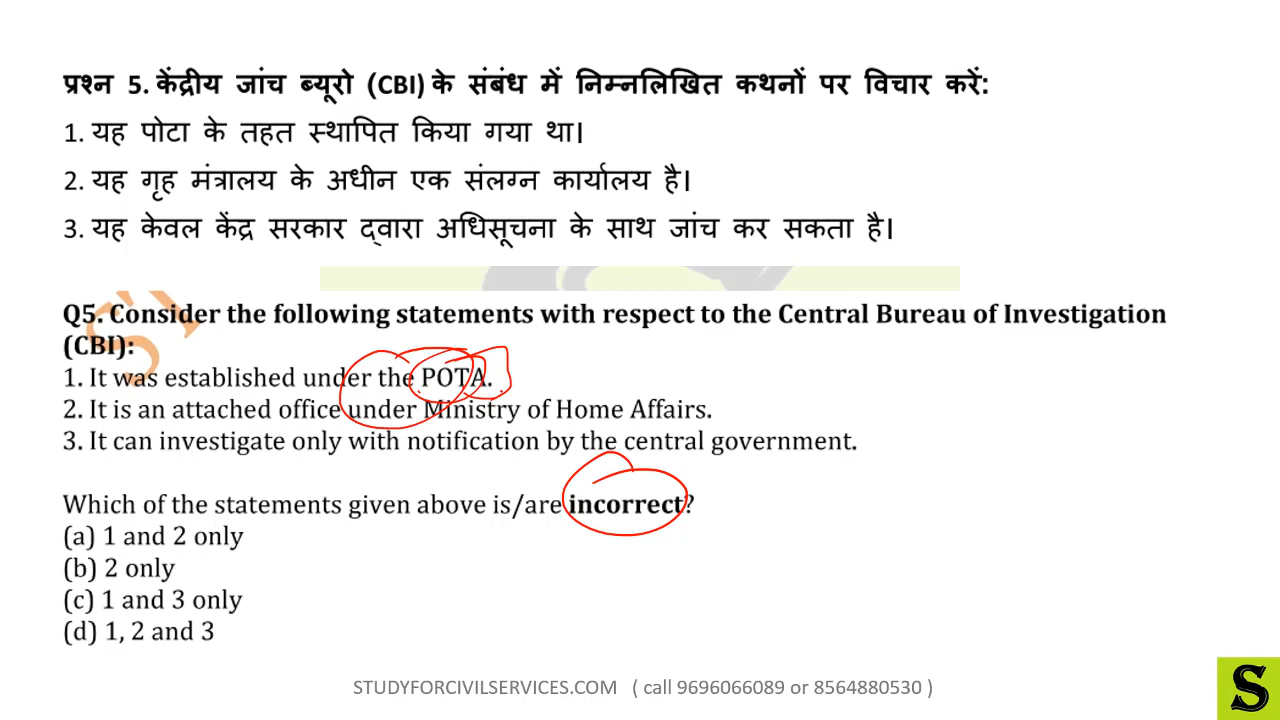 प्रश्न 5. केंद्रीय जांच ब्यूरो (CBI) के संबंध में निम्नलिखित कथनों पर विचार करें:
1. यह पोटा के तहत स्थापित किया गया था।
2. यह गृह मंत्रालय के अधीन एक संलग्न कार्यालय है।
3. यह केवल केंद्र सरकार द्वारा अधिसूचना के साथ जांच कर सकता है।
Q5. Consider the following statements with respect to the Central Bureau of Investigation
(CBI):
1. It was established under the POTA.
2. It is an attached office under Ministry of Home Affairs.
3. It can investigate only with notification by the central government.
Which of the statements given above is/are incorrect?
(a) 1 and 2 only
(b) 2 only
(c) 1 and 3 only
(d) 1, 2 and 3
STUDYFORCIVILSERVICES.COM ( call 9696066089 or 8564880530 )
S